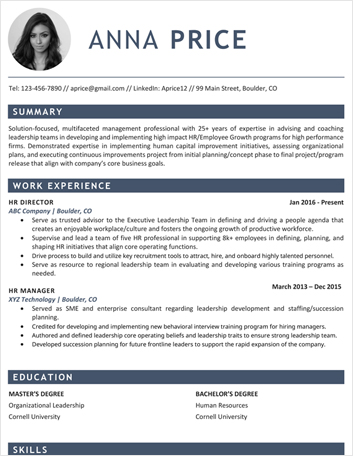 ANNA PRICE
Tel: 123-456-7890 // aprice@gmail.com // LinkedIn: Aprice12 // 99 Main Street, Boulder, CO
SUMMARY
Solution-focused, multifaceted management professional with 25+ years of expertise in advising and coaching
leadership teams in developing and implementing high impact HR/Employee Growth programs for high performance
firms. Demonstrated expertise in implementing human capital improvement initiatives, assessing organizational
plans, and executing continuous improvements project from initial planning/concept phase to final project/program
release that align with company's core business goals.
WORK EXPERIENCE
HR DIRECTOR Jan 2016 - Present
ABC Company | Boulder, CO
• Serve as trusted advisor to the Executive Leadership Team in defining and driving a people agenda that
creates an enjoyable workplace/culture and fosters the ongoing growth of productive workforce.
• Supervise and lead a team of five HR professional in supporting 8k+ employees in defining, planning, and
shaping HR initiatives that align core operating priorities.
• Drive process to build and utilize key recruitment tools to attract, hire, and onboard highly talented personnel.
• Serve as resource to regional leadership team in evaluating and developing various training programs as
needed.
HR MANAGER March 2013 – Dec 2015
XYZ Technology | Boulder, CO
• Served as SME and enterprise consultant regarding leadership development and staffing/succession
planning.
• Credited for developing and implementing new behavioral interview training program for hiring managers.
• Authored and defined leadership core operating beliefs and leadership traits to ensure strong leadership team.
• Developed succession planning for future frontline leaders to support the rapid expansion of the company.
EDUCATION
MASTER'S DEGREE BACHELOR'S DEGREE
Organizational Leadership Human Resources
Cornell University Cornell University
SKILLS